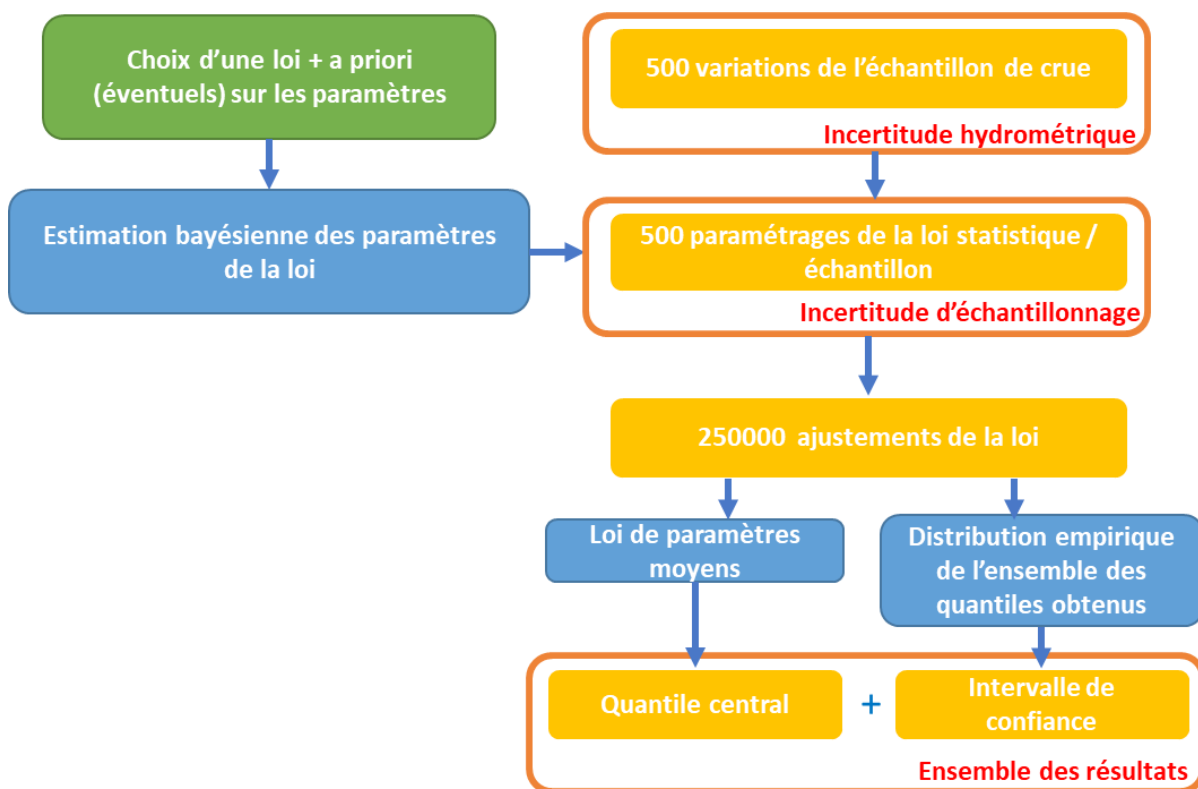 Choix d'une loi + a priori
(éventuels) sur les paramètres
500 variations de l'échantillon de crue
Incertitude hydrométrique
Estimation bayésienne des paramètres
de la loi
500 paramétrages de la loi statistique /
échantillon
Incertitude d'échantillonnage
250000 ajustements de la loi
Loi de paramètres
moyens
Distribution empirique
de l'ensemble des
quantiles obtenus
Quantile central
+
Intervalle de
confiance
Ensemble des résultats